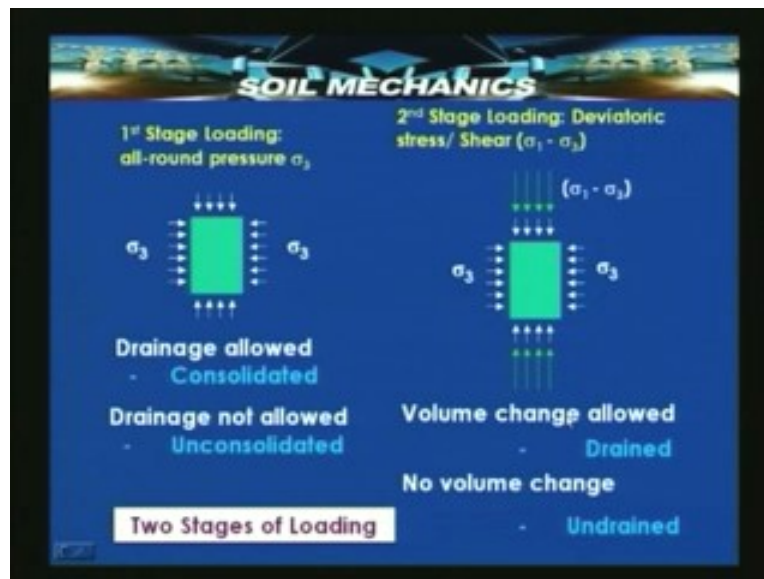 SOIL MECHANICS
1st Stage Loading:
all-round pressure σ3
σ3 σ3
Drainage allowed
- Consolidated
Drainage not allowed
- Unconsolidated
Two Stages of Loading
2nd Stage Loading: Deviatoric
stress/ Shear (σ1 - σ3)
(σ1 - σ3)
σ3 σ3
Volume change allowed
- Drained
No volume change
- Undrained